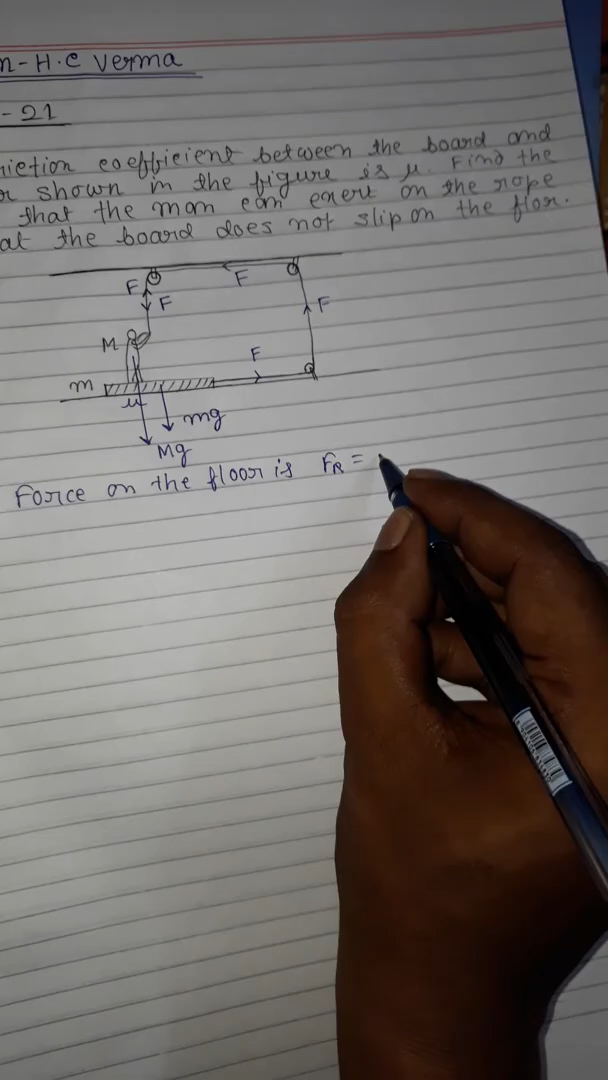 n-H.C Verma
-21
riction coefficient between the board and
r shown in the figure is μ. Find the
that the man can exert on the rope
at the board does not slip on the flor.
F
F
F
F
M
F
m
μ
mg
Mg
Force on the floor is FR =